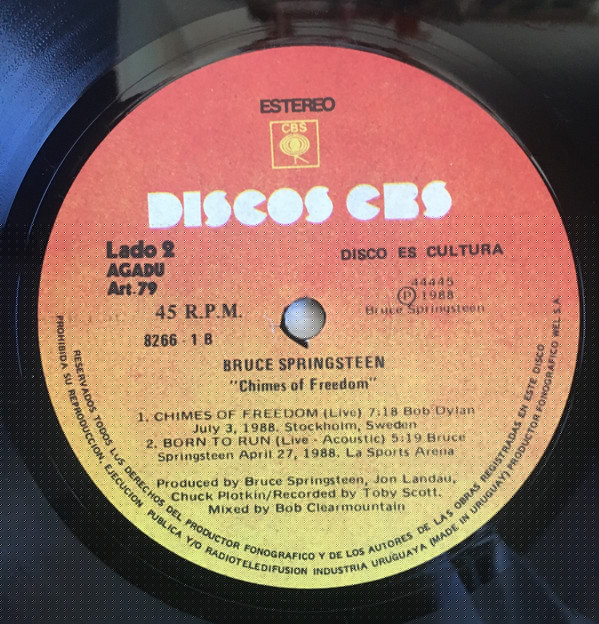 ESTEREO
CBS
DISCOS CBS
Lado 2
AGADU
Art.79
DISCO ES CULTURA
44445
Ⓟ 1988
Bruce Springsteen
45 R.P.M.
8266 - 1 B
BRUCE SPRINGSTEEN
"Chimes of Freedom"
1. CHIMES OF FREEDOM (Live) 7:18 Bob Dylan
July 3, 1988. Stockholm, Sweden
2. BORN TO RUN (Live - Acoustic) 5:19 Bruce
Springsteen April 27, 1988. La Sports Arena
Produced by Bruce Springsteen, Jon Landau,
Chuck Plotkin/Recorded by Toby Scott.
Mixed by Bob Clearmountain
RESERVADOS TODOS LOS DERECHOS DEL PRODUCTOR FONOGRAFICO Y DE LOS AUTORES DE LAS OBRAS REGISTRADAS EN ESTE DISCO
PROHIBIDA SU REPRODUCCION, EJECUCION PUBLICA Y/O RADIOTELEDIFUSION INDUSTRIA URUGUAYA (MADE IN URUGUAY) PRODUCTOR FONOGRAFICO WEL S.A.